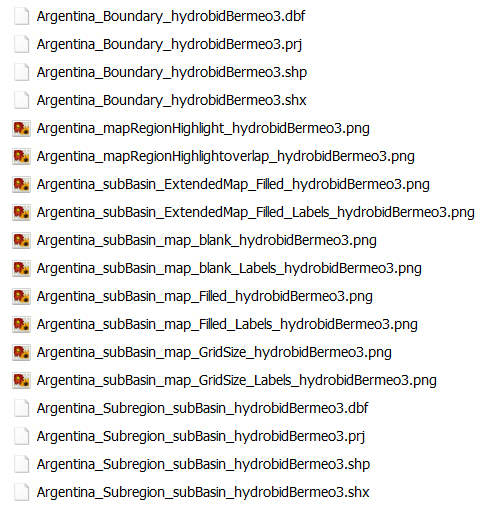 Argentina_Boundary_hydrobidBermeo3.dbf
Argentina_Boundary_hydrobidBermeo3.prj
Argentina_Boundary_hydrobidBermeo3.shp
Argentina_Boundary_hydrobidBermeo3.shx
Argentina_mapRegionHighlight_hydrobidBermeo3.png
Argentina_mapRegionHighlightoverlap_hydrobidBermeo3.png
Argentina_subBasin_ExtendedMap_Filled_hydrobidBermeo3.png
Argentina_subBasin_ExtendedMap_Filled_Labels_hydrobidBermeo3.png
Argentina_subBasin_map_blank_hydrobidBermeo3.png
Argentina_subBasin_map_blank_Labels_hydrobidBermeo3.png
Argentina_subBasin_map_Filled_hydrobidBermeo3.png
Argentina_subBasin_map_Filled_Labels_hydrobidBermeo3.png
Argentina_subBasin_map_GridSize_hydrobidBermeo3.png
Argentina_subBasin_map_GridSize_Labels_hydrobidBermeo3.png
Argentina_Subregion_subBasin_hydrobidBermeo3.dbf
Argentina_Subregion_subBasin_hydrobidBermeo3.prj
Argentina_Subregion_subBasin_hydrobidBermeo3.shp
Argentina_Subregion_subBasin_hydrobidBermeo3.shx